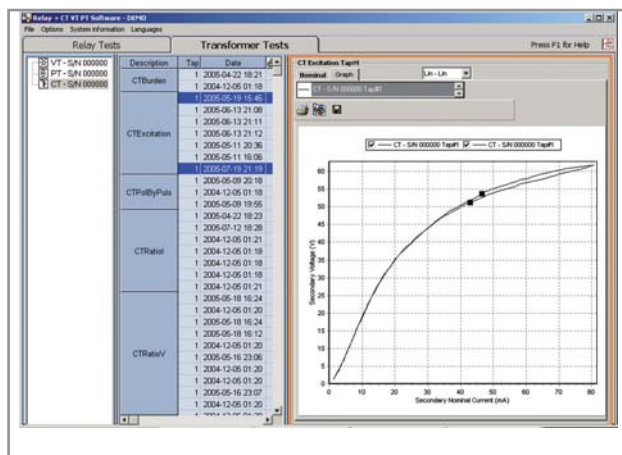 Relay + CT VT PT Software - DEMO
File Options System information Languages
Relay Tests
Transformer Tests
Press F1 for Help
VT - S/N 000000
PT - S/N 000000
CT - S/N 000000
Description Tap Date
CTBurden
1 2005-04-22 18:21
1 2004-12-05 01:18
CTExcitation
1 2005-05-19 15:46
1 2005-06-13 21:08
1 2005-06-13 21:11
1 2005-06-13 21:12
1 2005-05-11 20:36
1 2005-05-11 16:06
1 2005-07-19 21:19
CTPolByPuls
1 2005-05-09 20:18
1 2004-12-05 01:18
1 2005-05-09 19:55
CTRatioI
1 2005-04-22 18:23
1 2005-07-12 18:28
1 2004-12-05 01:21
1 2004-12-05 01:18
1 2004-12-05 01:18
1 2004-12-05 01:18
1 2004-12-05 01:21
CTRatioV
1 2005-05-18 16:24
1 2004-12-05 01:20
1 2005-05-18 16:24
1 2005-05-18 16:12
1 2004-12-05 01:20
1 2005-05-16 23:06
1 2004-12-05 01:20
1 2004-12-05 01:20
1 2005-05-16 23:07
1 2004-12-05 01:20
CT Excitation Tap#1
Nominal Graph
Lin - Lin
CT - S/N 000000 Tap#1
CT - S/N 000000 Tap#1 CT - S/N 000000 Tap#1
Secondary Voltage (V)
60
55
50
45
40
35
30
25
20
15
10
5
0
0 10 20 30 40 50 60 70 80
Secondary Nominal Current (mA)